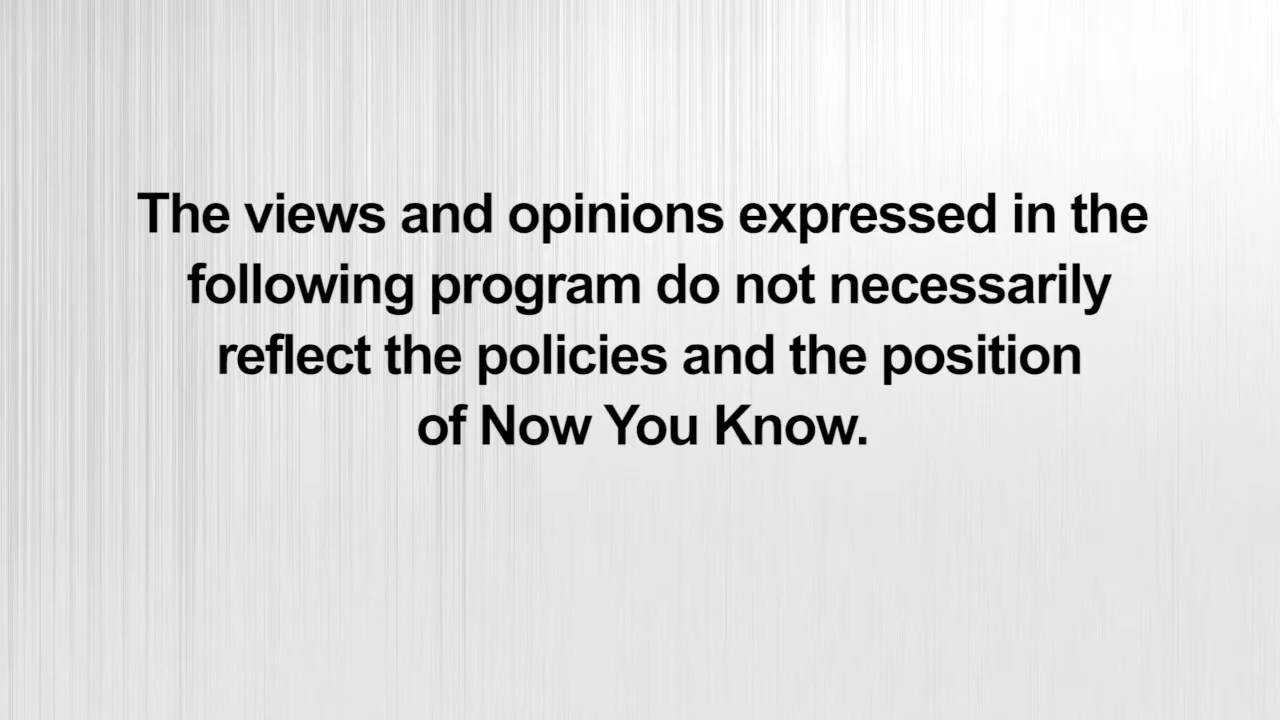 The views and opinions expressed in the
following program do not necessarily
reflect the policies and the position
of Now You Know.